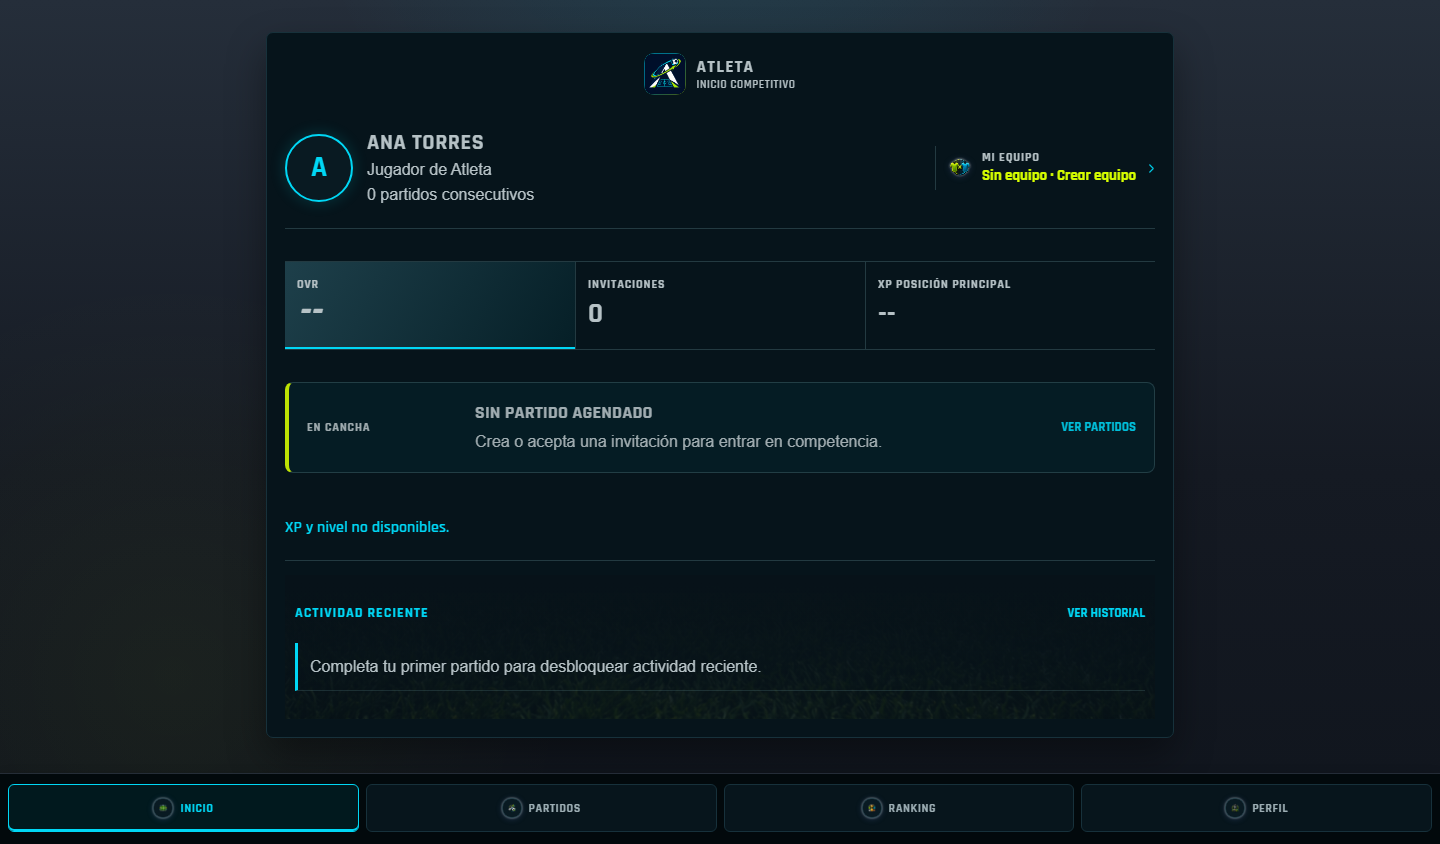 ATLETA
INICIO COMPETITIVO
A
ANA TORRES
Jugador de Atleta
0 partidos consecutivos
MI EQUIPO
Sin equipo · Crear equipo
OVR
--
INVITACIONES
0
XP POSICIÓN PRINCIPAL
--
EN CANCHA
SIN PARTIDO AGENDADO
Crea o acepta una invitación para entrar en competencia.
VER PARTIDOS
XP y nivel no disponibles.
ACTIVIDAD RECIENTE
VER HISTORIAL
Completa tu primer partido para desbloquear actividad reciente.
INICIO
PARTIDOS
RANKING
PERFIL